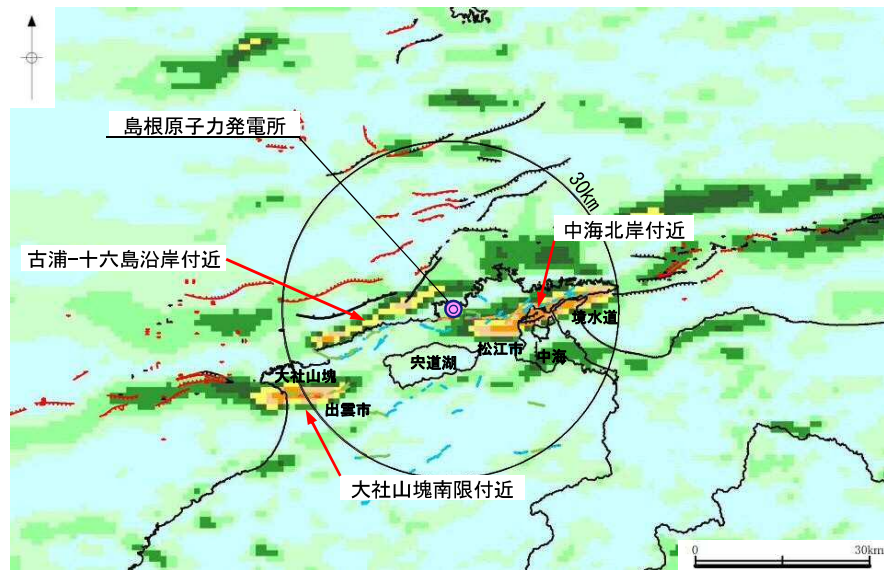 島根原子力発電所
30km
中海北岸付近
古浦-十六島沿岸付近
境水道
松江市
中海
宍道湖
大社山塊
出雲市
大社山塊南限付近
0 30km